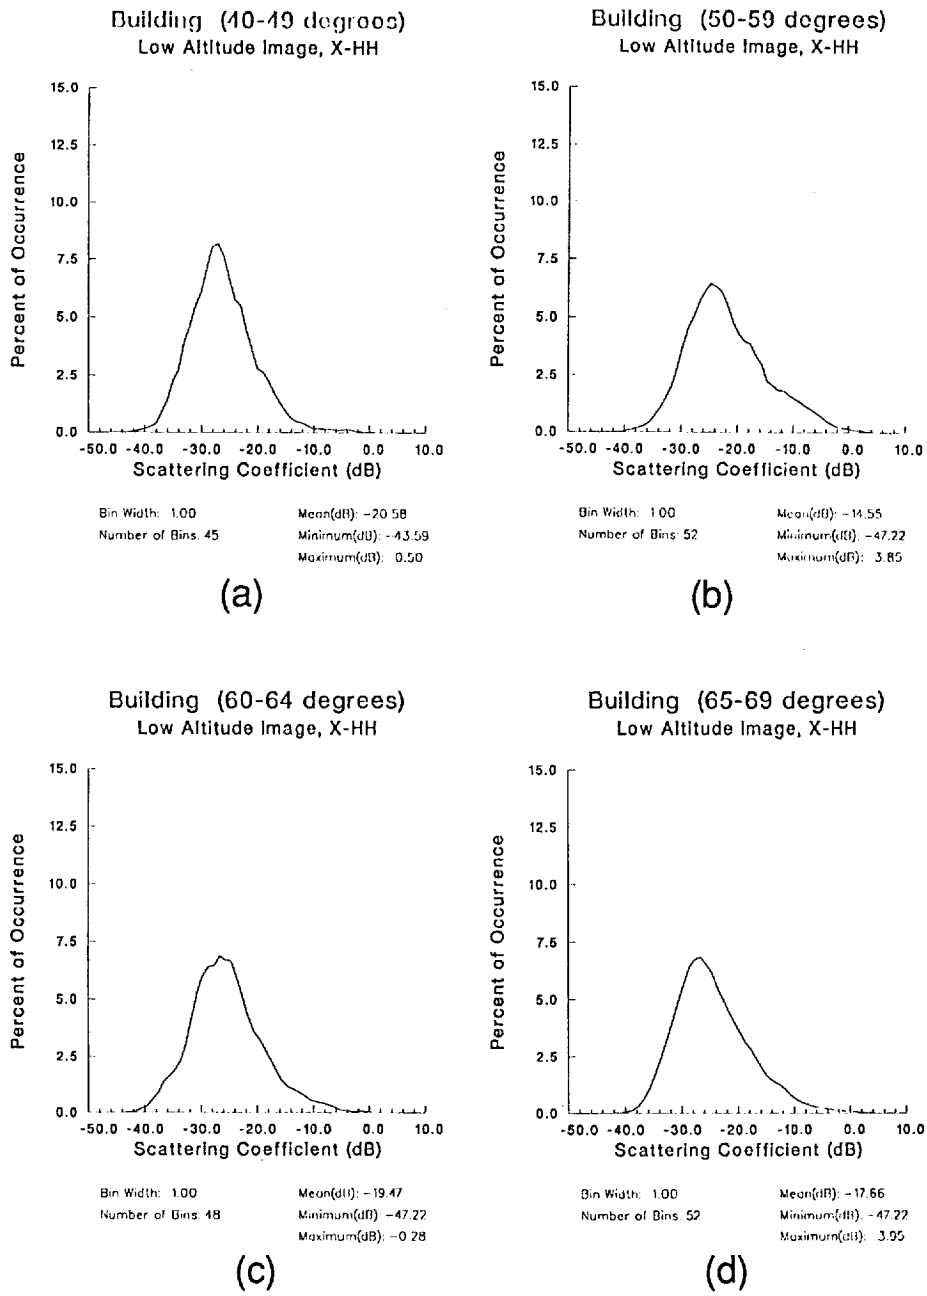 Building (40-49 degrees)
Low Altitude Image, X-HH
15.0
12.5
10.0
7.5
5.0
2.5
0.0
Percent of Occurrence
-50.0 -40.0 -30.0 -20.0 -10.0 0.0 10.0
Scattering Coefficient (dB)
Bin Width: 1.00
Number of Bins: 45
Mean(dB): -20.58
Minimum(dB): -43.59
Maximum(dB): 0.50
(a)
Building (50-59 degrees)
Low Altitude Image, X-HH
15.0
12.5
10.0
7.5
5.0
2.5
0.0
Percent of Occurrence
-50.0 -40.0 -30.0 -20.0 -10.0 0.0 10.0
Scattering Coefficient (dB)
Bin Width: 1.00
Number of Bins: 52
Mean(dB): -14.55
Minimum(dB): -47.22
Maximum(dB): 3.85
(b)
Building (60-64 degrees)
Low Altitude Image, X-HH
15.0
12.5
10.0
7.5
5.0
2.5
0.0
Percent of Occurrence
-50.0 -40.0 -30.0 -20.0 -10.0 0.0 10.0
Scattering Coefficient (dB)
Bin Width: 1.00
Number of Bins: 48
Mean(dB): -19.47
Minimum(dB): -47.22
Maximum(dB): -0.28
(c)
Building (65-69 degrees)
Low Altitude Image, X-HH
15.0
12.5
10.0
7.5
5.0
2.5
0.0
Percent of Occurrence
-50.0 -40.0 -30.0 -20.0 -10.0 0.0 10.0
Scattering Coefficient (dB)
Bin Width: 1.00
Number of Bins: 52
Mean(dB): -17.66
Minimum(dB): -47.22
Maximum(dB): 3.95
(d)